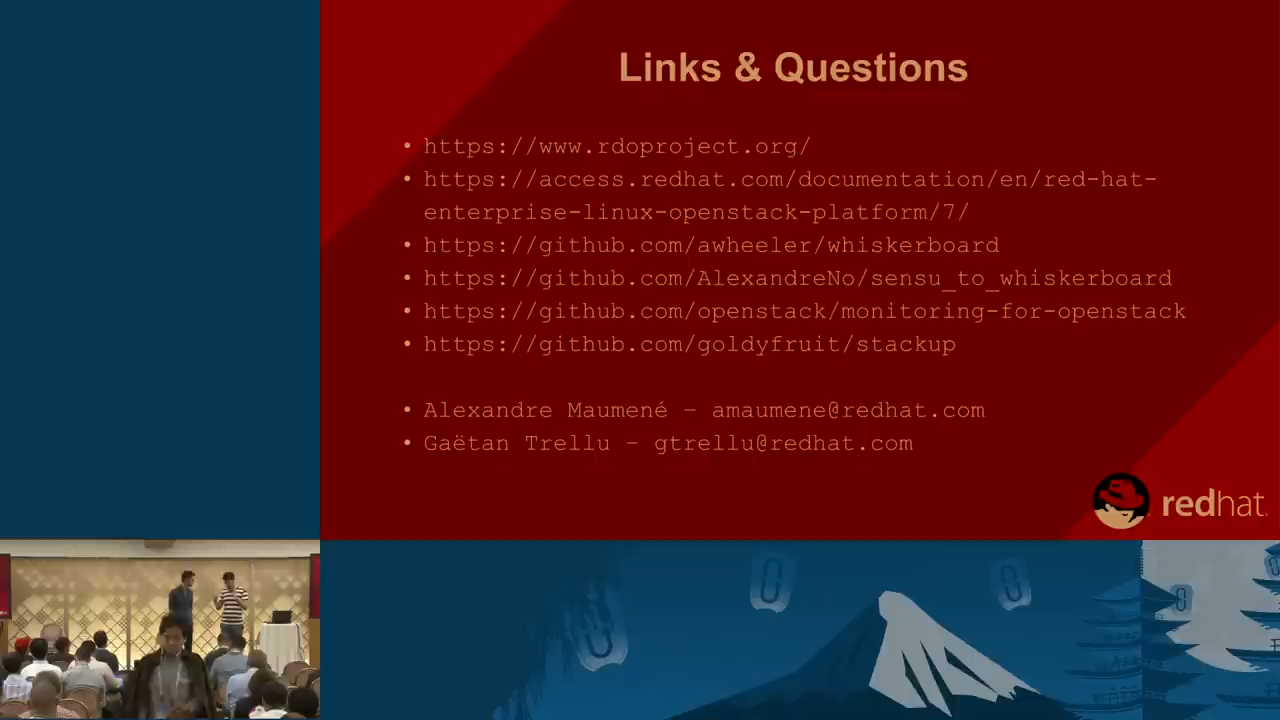 Links & Questions
• https://www.rdoproject.org/
• https://access.redhat.com/documentation/en/red-hat-
enterprise-linux-openstack-platform/7/
• https://github.com/awheeler/whiskerboard
• https://github.com/AlexandreNo/sensu_to_whiskerboard
• https://github.com/openstack/monitoring-for-openstack
• https://github.com/goldyfruit/stackup
• Alexandre Maumené – amaumene@redhat.com
• Gaëtan Trellu – gtrellu@redhat.com
redhat.